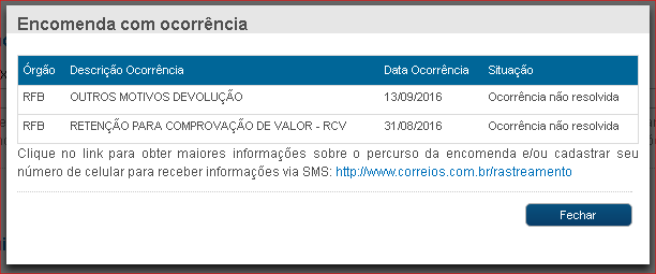 Encomenda com ocorrência
Órgão Descrição Ocorrência Data Ocorrência Situação
RFB OUTROS MOTIVOS DEVOLUÇÃO 13/09/2016 Ocorrência não resolvida
RFB RETENÇÃO PARA COMPROVAÇÃO DE VALOR - RCV 31/08/2016 Ocorrência não resolvida
Clique no link para obter maiores informações sobre o percurso da encomenda e/ou cadastrar seu
número de celular para receber informações via SMS: http://www.correios.com.br/rastreamento
Fechar